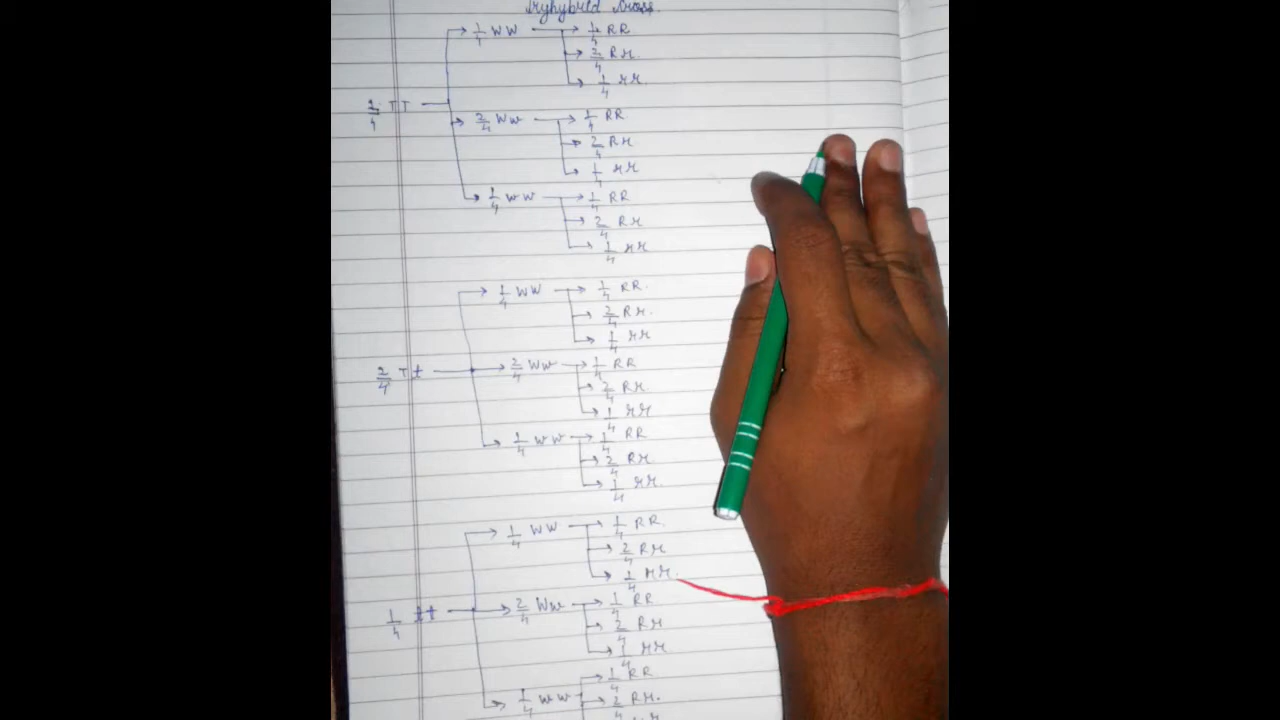 Tryhybrid Cross.
1/4 WW → 1/4 RR
→ 2/4 Rr.
→ 1/4 rr
1/4 TT → 2/4 Ww → 1/4 RR
→ 2/4 Rr
→ 1/4 rr
→ 1/4 ww → 1/4 RR
→ 2/4 Rr
→ 1/4 rr
→ 1/4 WW → 1/4 RR.
→ 2/4 Rr.
→ 1/4 rr
2/4 Tt → 2/4 Ww → 1/4 RR
→ 2/4 Rr
→ 1/4 rr
→ 1/4 ww → 1/4 RR
→ 2/4 Rr.
→ 1/4 rr.
→ 1/4 WW → 1/4 RR.
→ 2/4 Rr
→ 1/4 rr.
1/4 tt → 2/4 Ww → 1/4 RR
→ 2/4 Rr
→ 1/4 rr
→ 1/4 ww → 1/4 RR
→ 2/4 Rr.